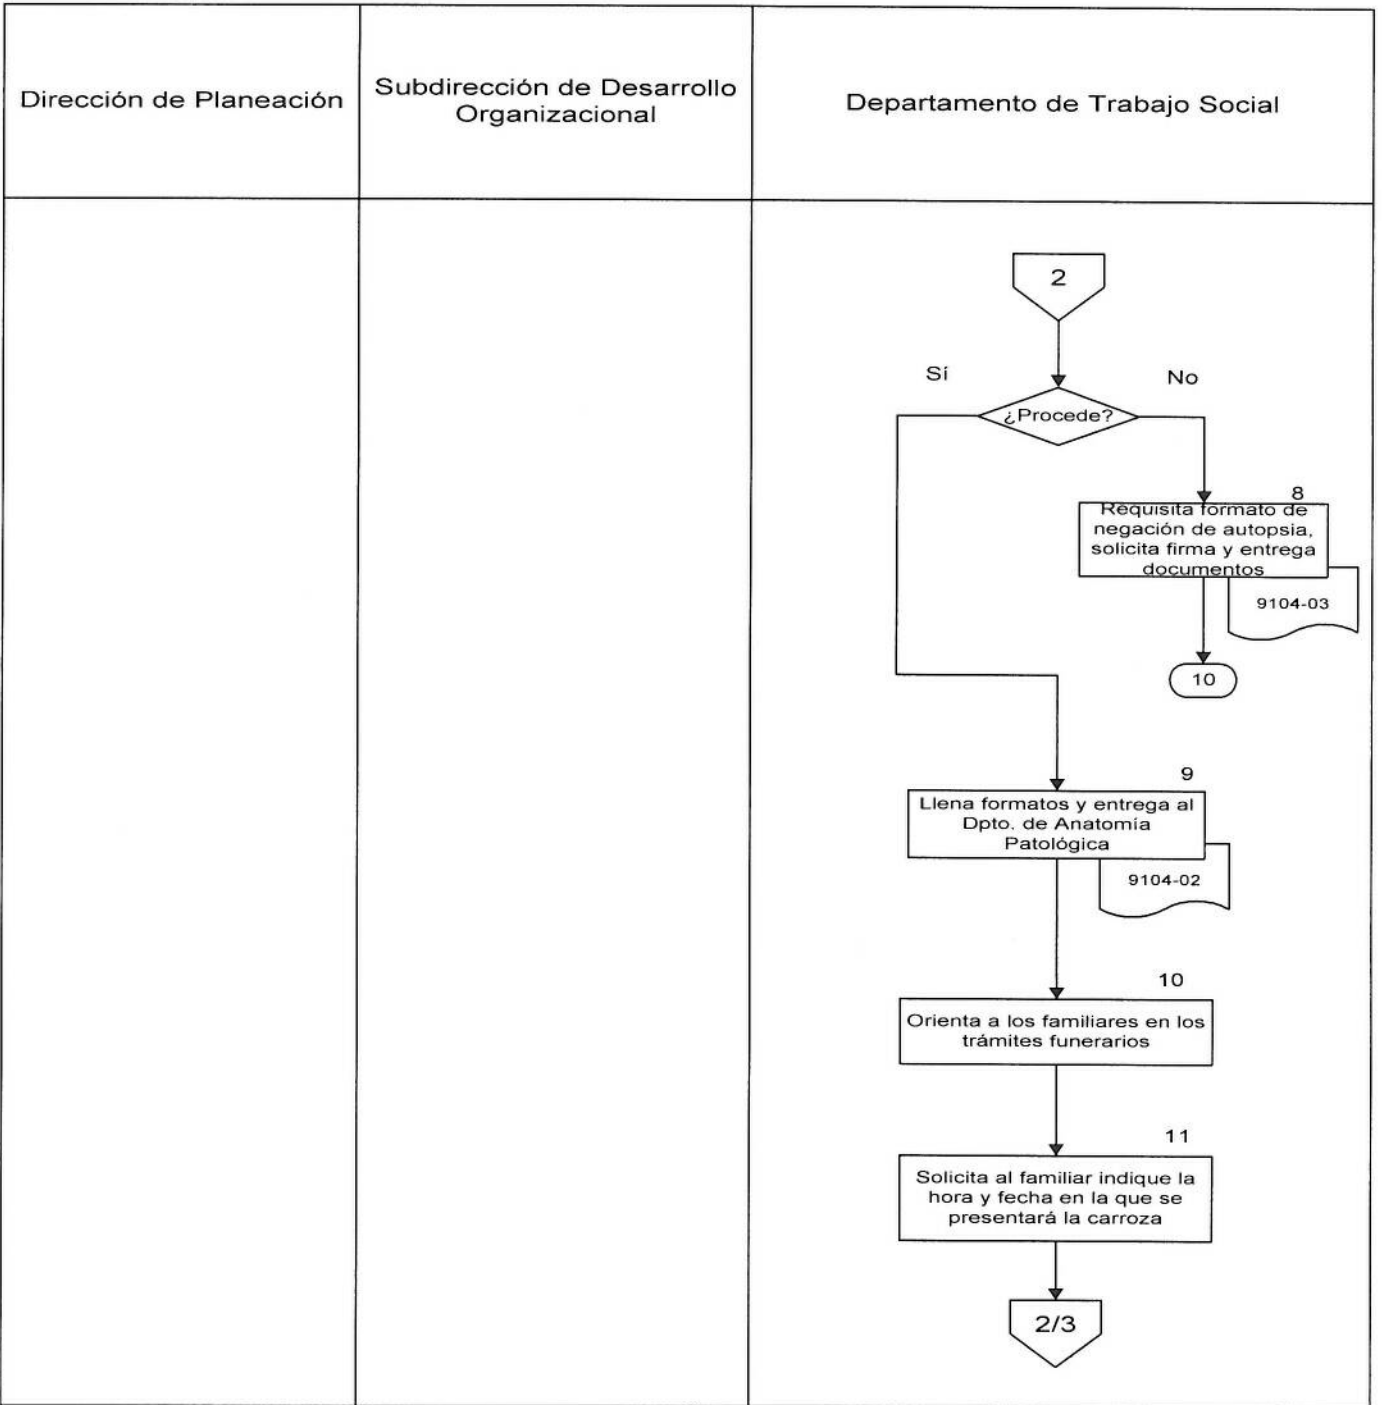 Dirección de Planeación
Subdirección de Desarrollo
Organizacional
Departamento de Trabajo Social
2
Sí
No
¿Procede?
8
Requisita formato de
negación de autopsia,
solicita firma y entrega
documentos
9104-03
10
9
Llena formatos y entrega al
Dpto. de Anatomía
Patológica
9104-02
10
Orienta a los familiares en los
trámites funerarios
11
Solicita al familiar indique la
hora y fecha en la que se
presentará la carroza
2/3